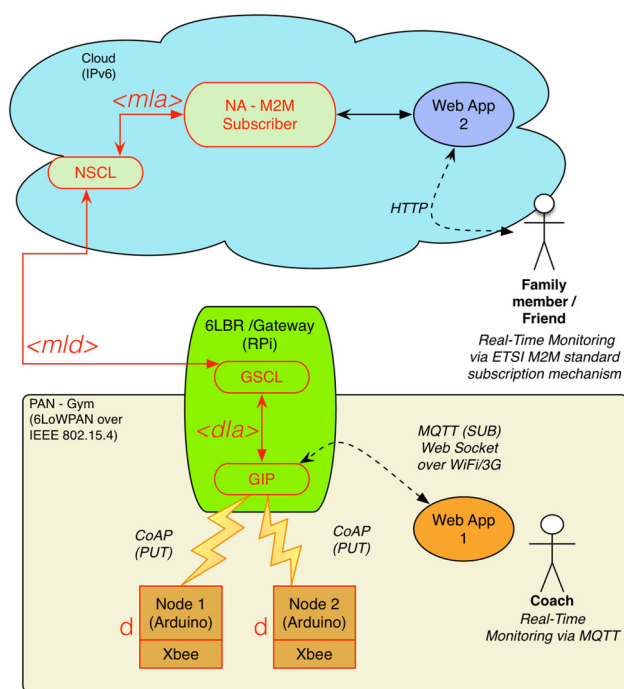 Cloud
(IPv6)
<mla>
NA - M2M
Subscriber
Web App
2
NSCL
HTTP
Family
member /
Friend
Real-Time Monitoring
via ETSI M2M standard
subscription mechanism
<mld>
6LBR /Gateway
(RPi)
GSCL
<dla>
GIP
PAN - Gym
(6LoWPAN over
IEEE 802.15.4)
MQTT (SUB)
Web Socket
over WiFi/3G
Web App
1
CoAP
(PUT)
CoAP
(PUT)
d
Node 1
(Arduino)
Xbee
d
Node 2
(Arduino)
Xbee
Coach
Real-Time
Monitoring via MQTT